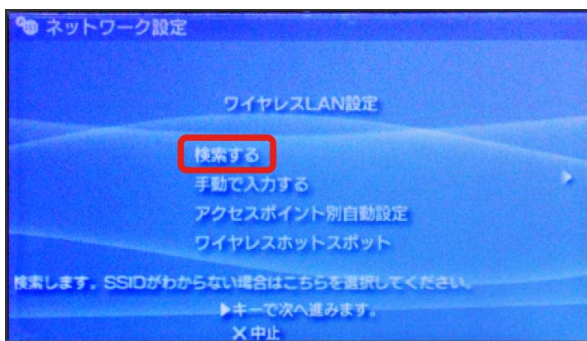 ネットワーク設定
ワイヤレスLAN設定
検索する
手動で入力する
アクセスポイント別自動設定
ワイヤレスホットスポット
検索します。SSIDがわからない場合はこちらを選択してください。
▶キーで次へ進みます。
✕中止